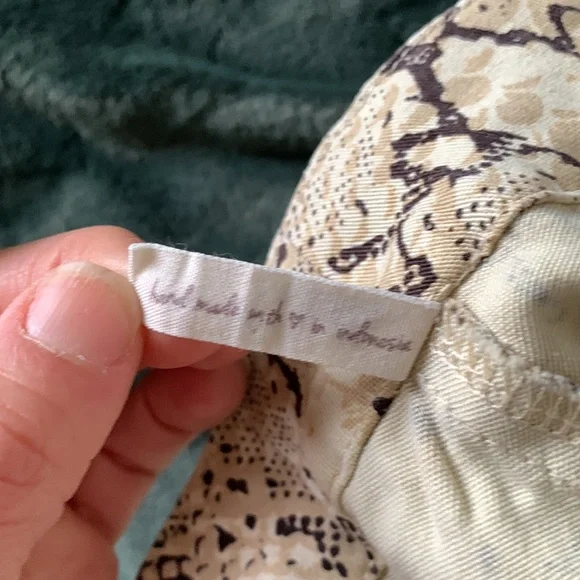 hand made with ♡ in indonesia